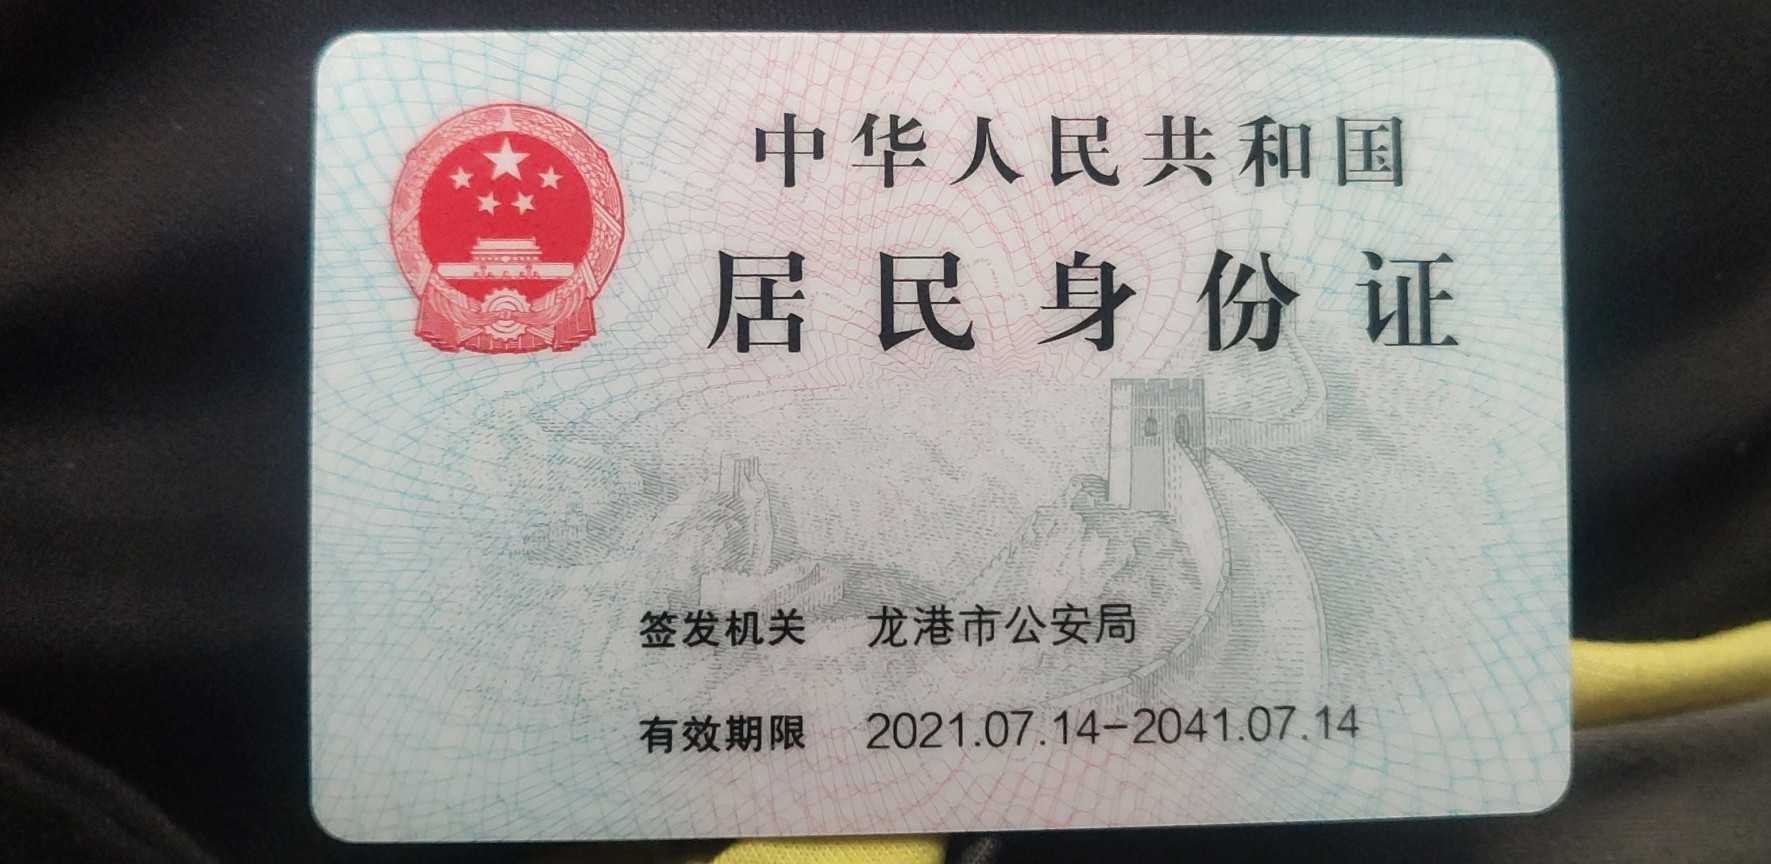 中华人民共和国
居民身份证
签发机关 龙港市公安局
有效期限 2021.07.14-2041.07.14